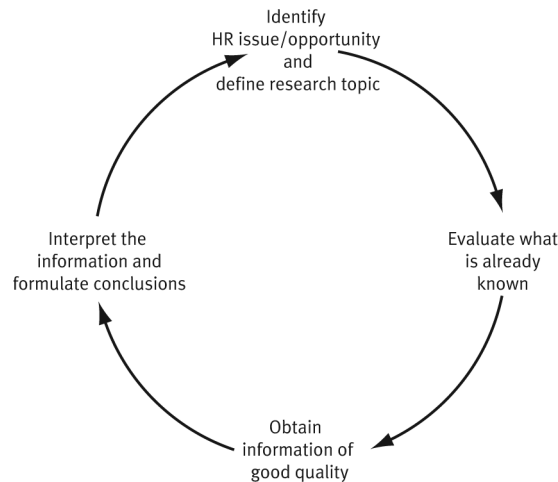 Identify
HR issue/opportunity
and
define research topic
Evaluate what
is already
known
Obtain
information of
good quality
Interpret the
information and
formulate conclusions